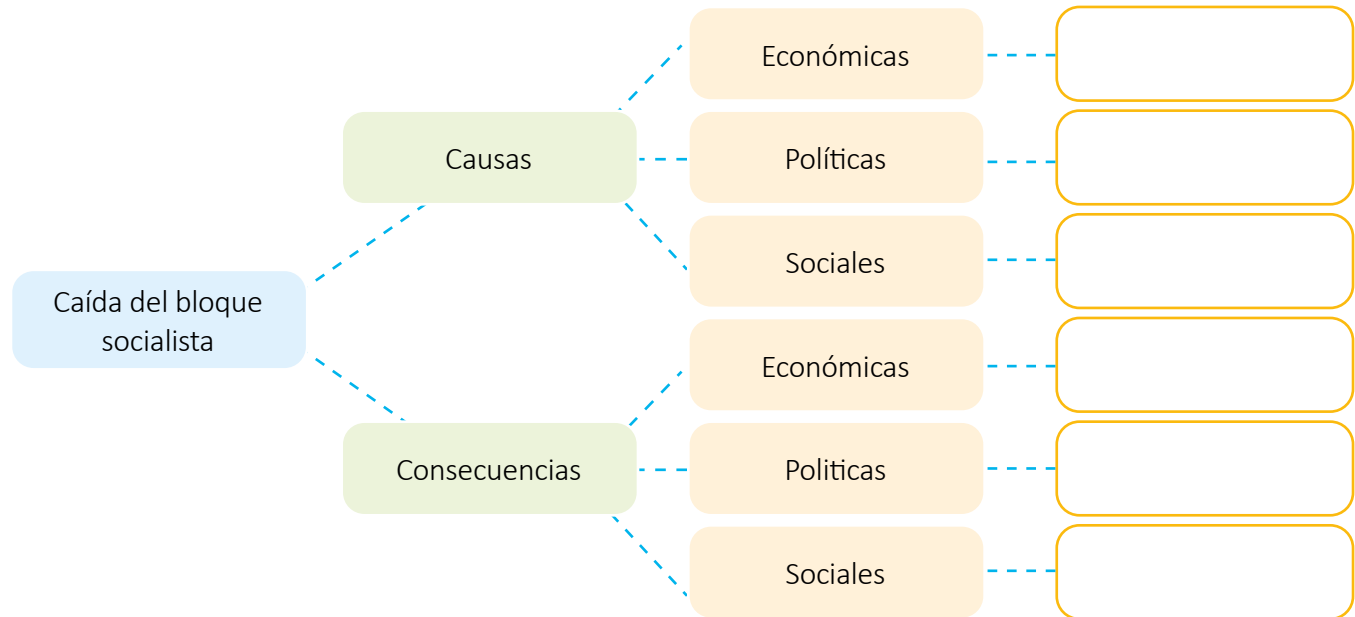 Caída del bloque
socialista
Causas
Económicas
Políticas
Sociales
Consecuencias
Económicas
Politicas
Sociales